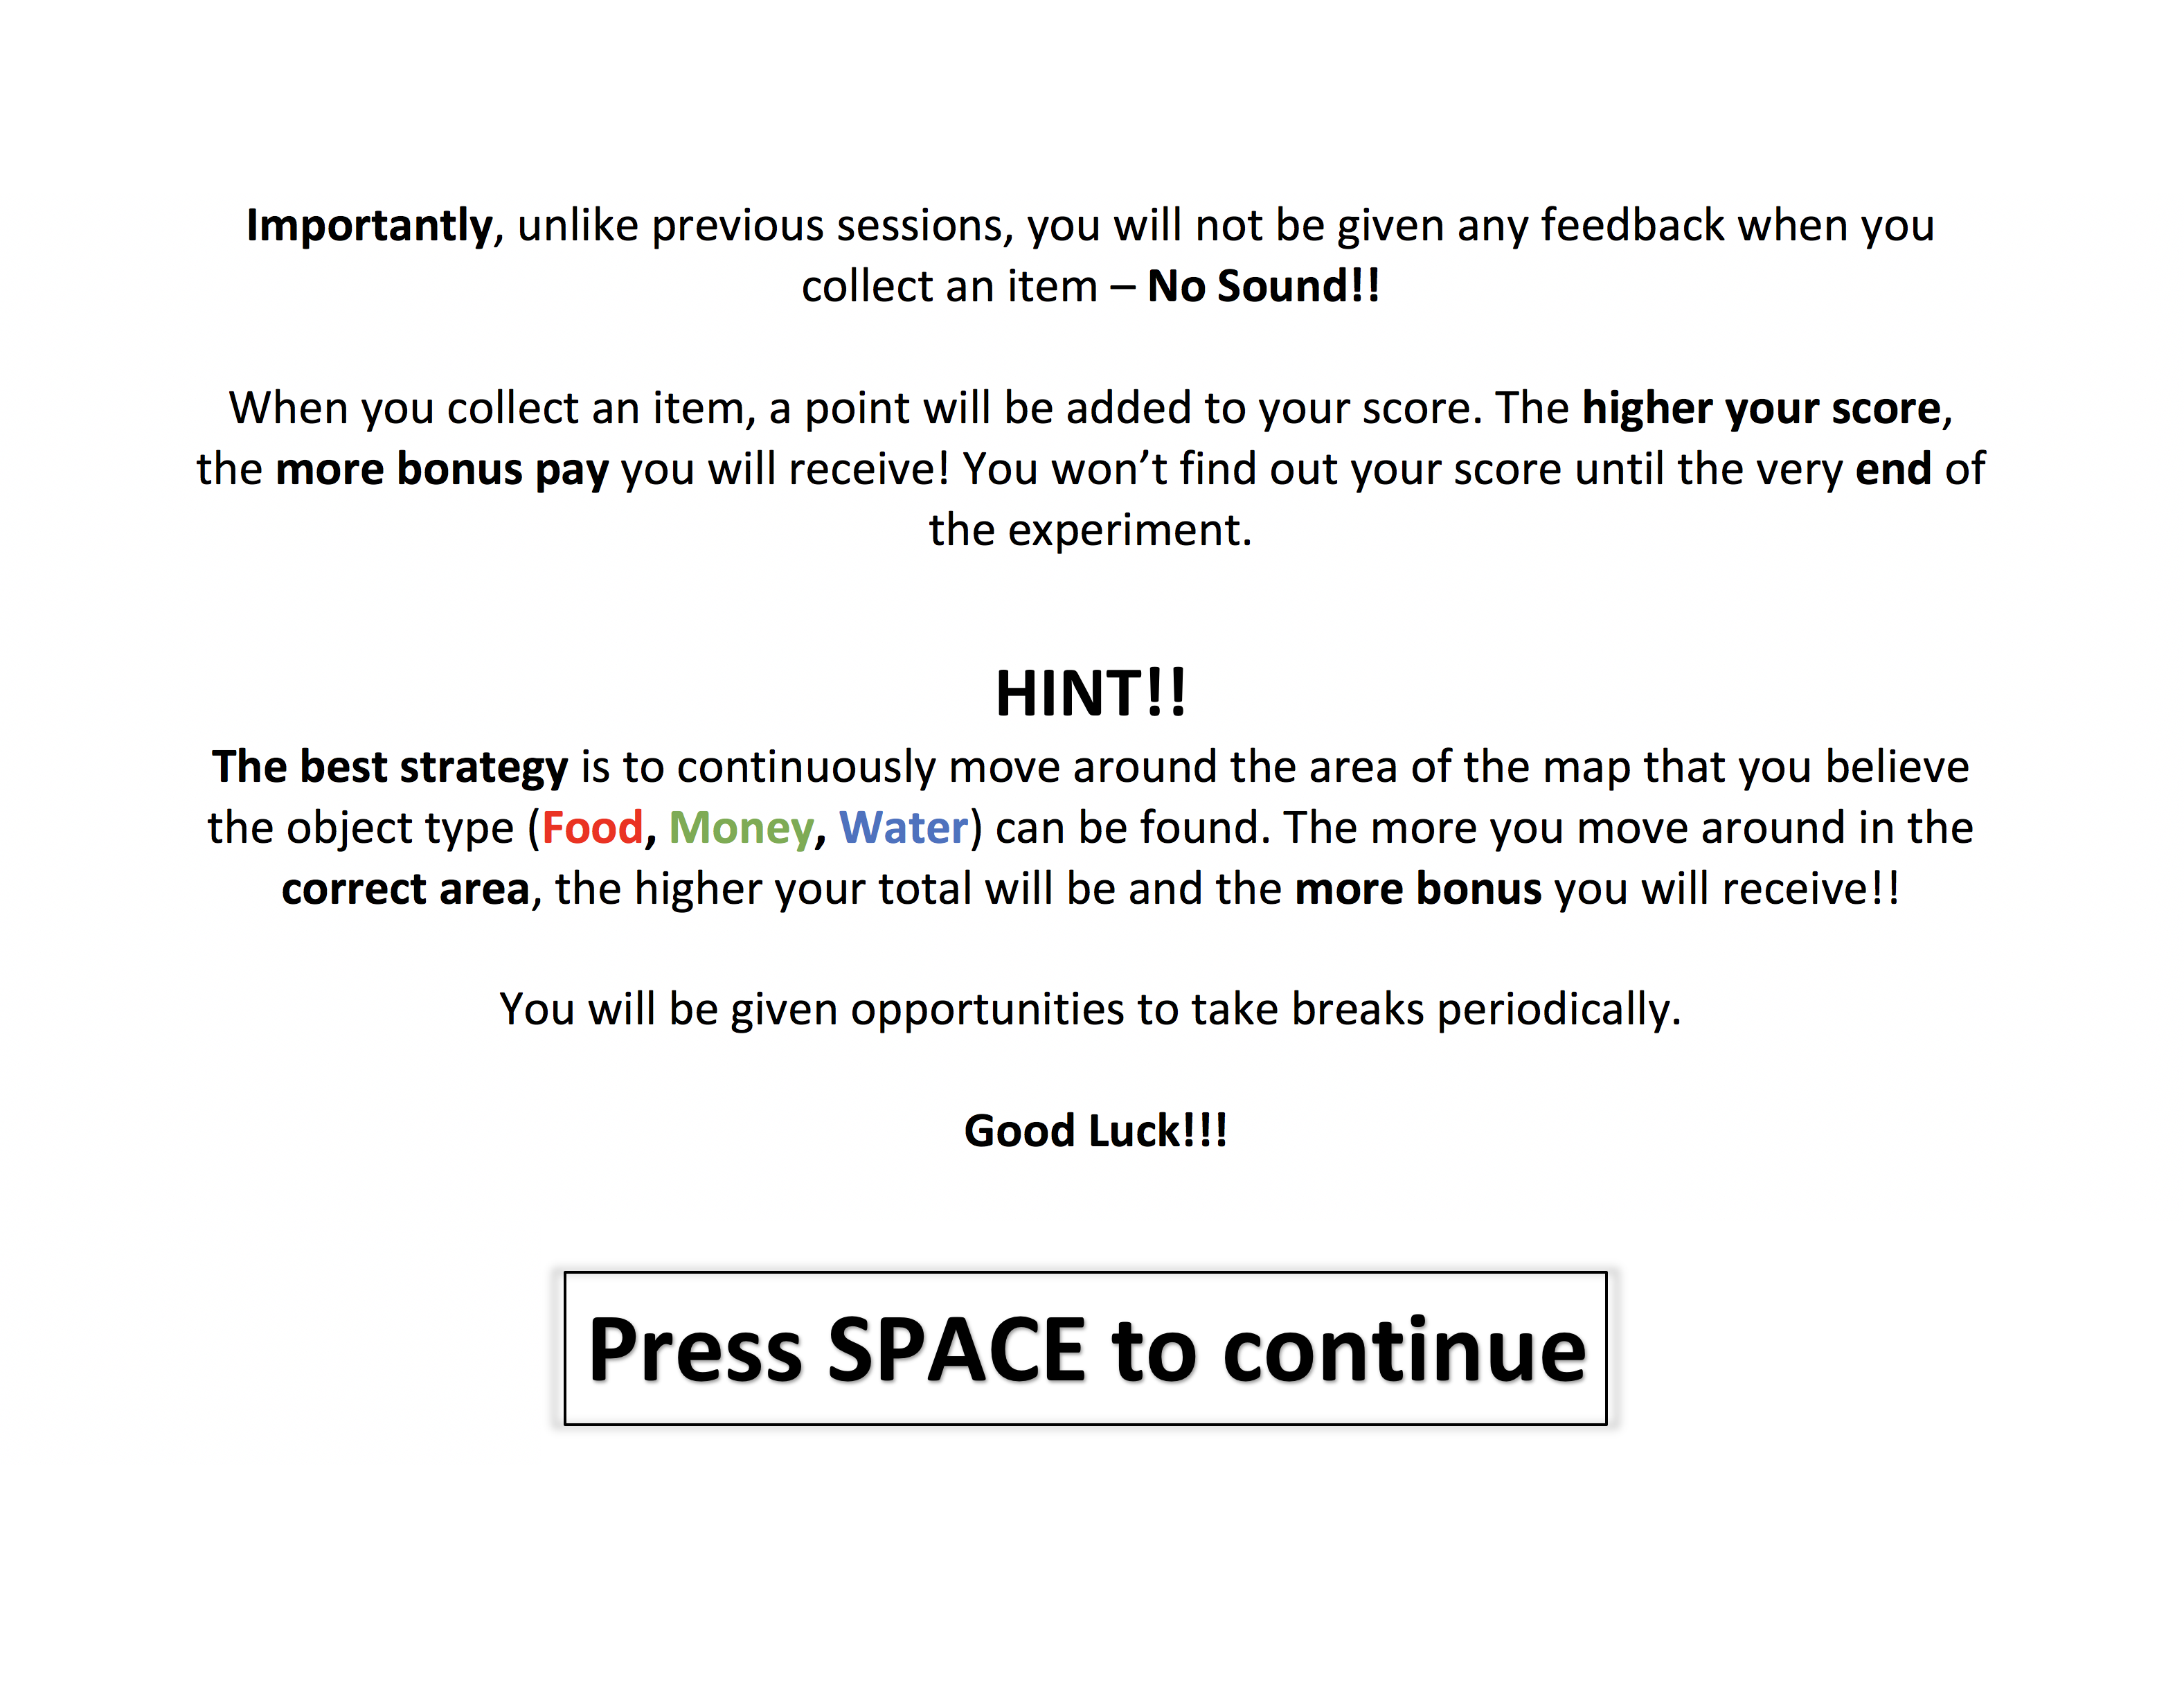 Importantly, unlike previous sessions, you will not be given any feedback when you
collect an item – No Sound!!
When you collect an item, a point will be added to your score. The higher your score,
the more bonus pay you will receive! You won’t find out your score until the very end of
the experiment.
HINT!!
The best strategy is to continuously move around the area of the map that you believe
the object type (Food, Money, Water) can be found. The more you move around in the
correct area, the higher your total will be and the more bonus you will receive!!
You will be given opportunities to take breaks periodically.
Good Luck!!!
Press SPACE to continue